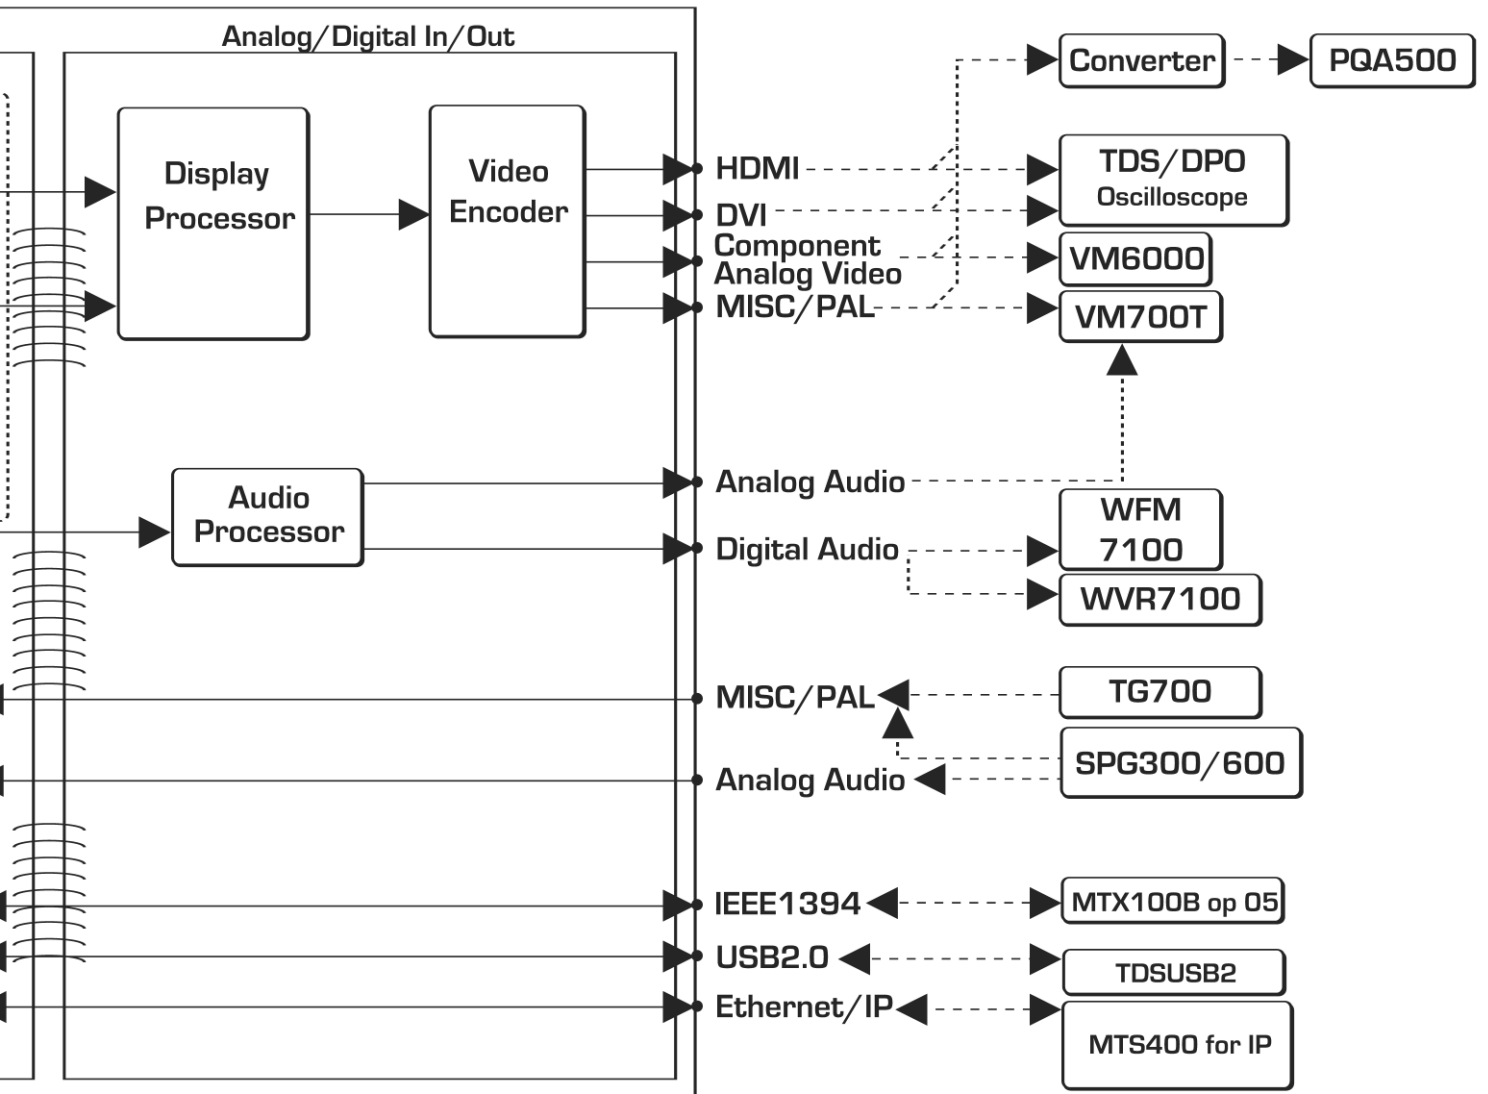 Analog/Digital In/Out
Display
Processor
Video
Encoder
HDMI
DVI
Component
Analog Video
MISC/PAL
Converter
PQA500
TDS/DPO
Oscilloscope
VM6000
VM700T
Audio
Processor
Analog Audio
Digital Audio
WFM
7100
WVR7100
MISC/PAL
TG700
Analog Audio
SPG300/600
IEEE1394
MTX100B op 05
USB2.0
TDSUSB2
Ethernet/IP
MTS400 for IP